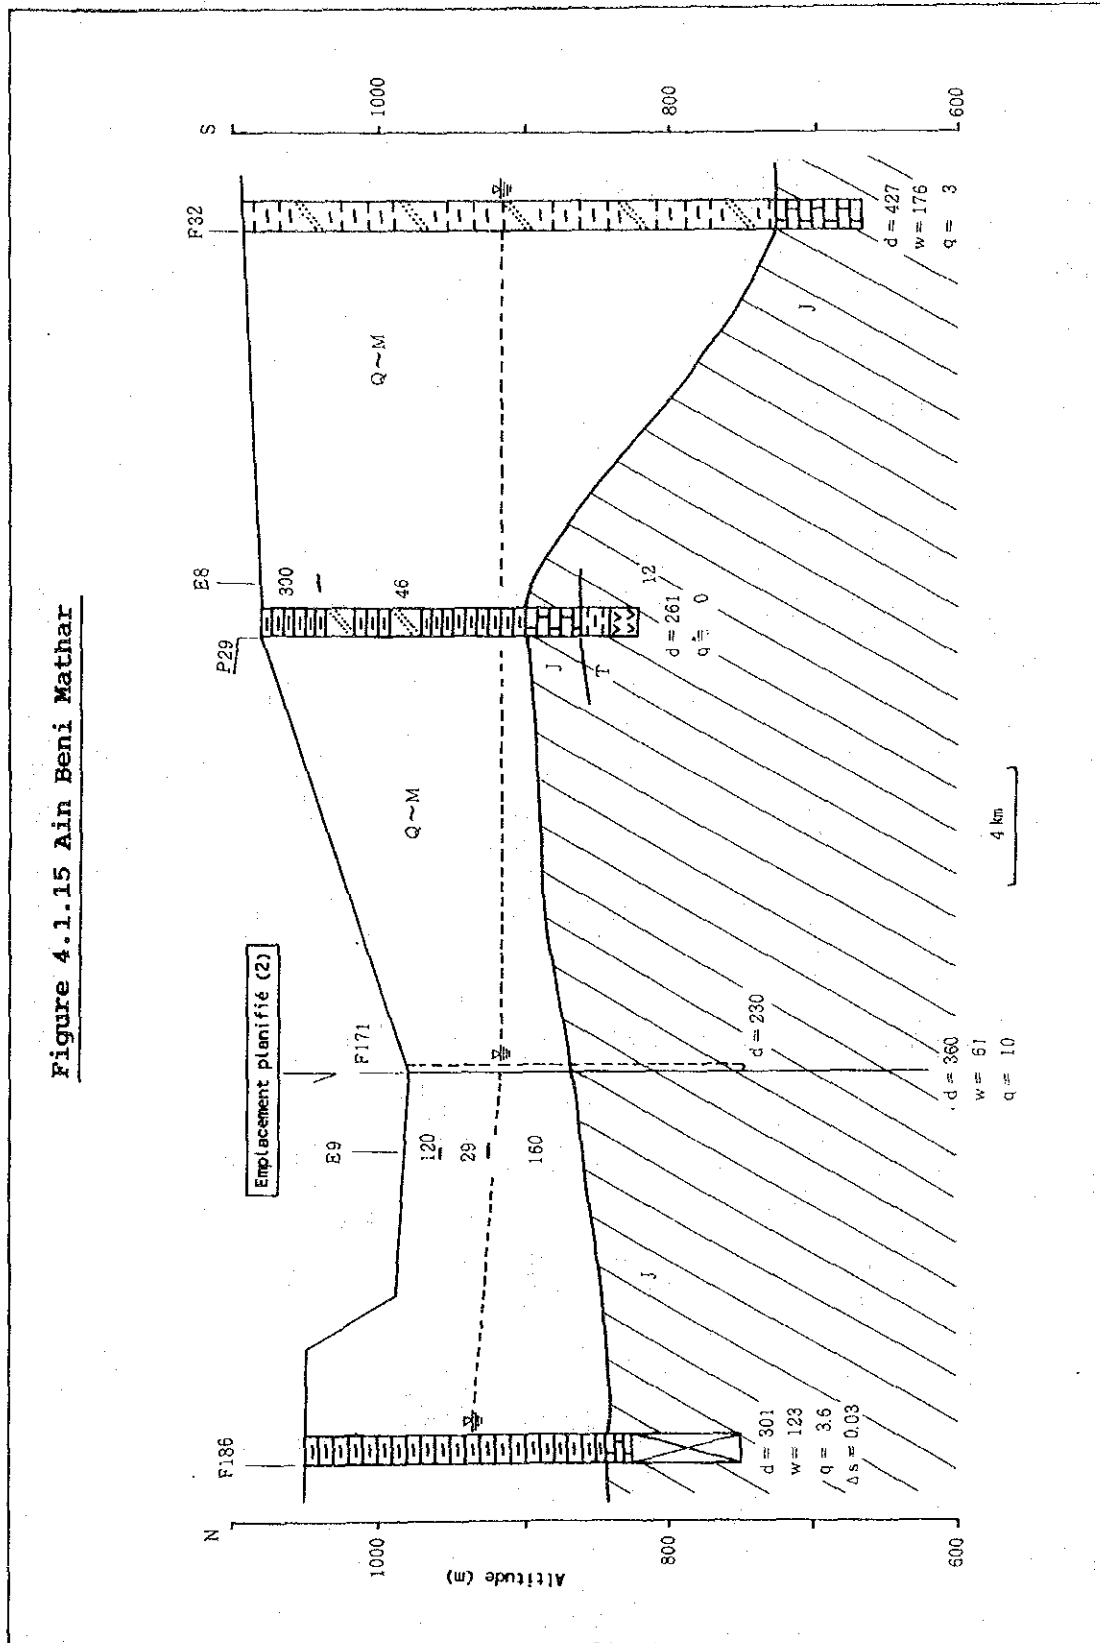 Figure 4.1.15 Ain Beni Mathar
Emplacement planifié (2)
N
S
F186
E9
F171
P29
E8
F32
Altitude (m)
1000
800
600
1000
800
600
120
29
160
300
46
12
Q~M
Q~M
J
J
T
J
d = 301
w = 123
q = 3.6
Δs = 0.03
d = 230
d = 360
w = 61
q = 10
d = 261
q = 0
d = 427
w = 176
q = 3
4 km